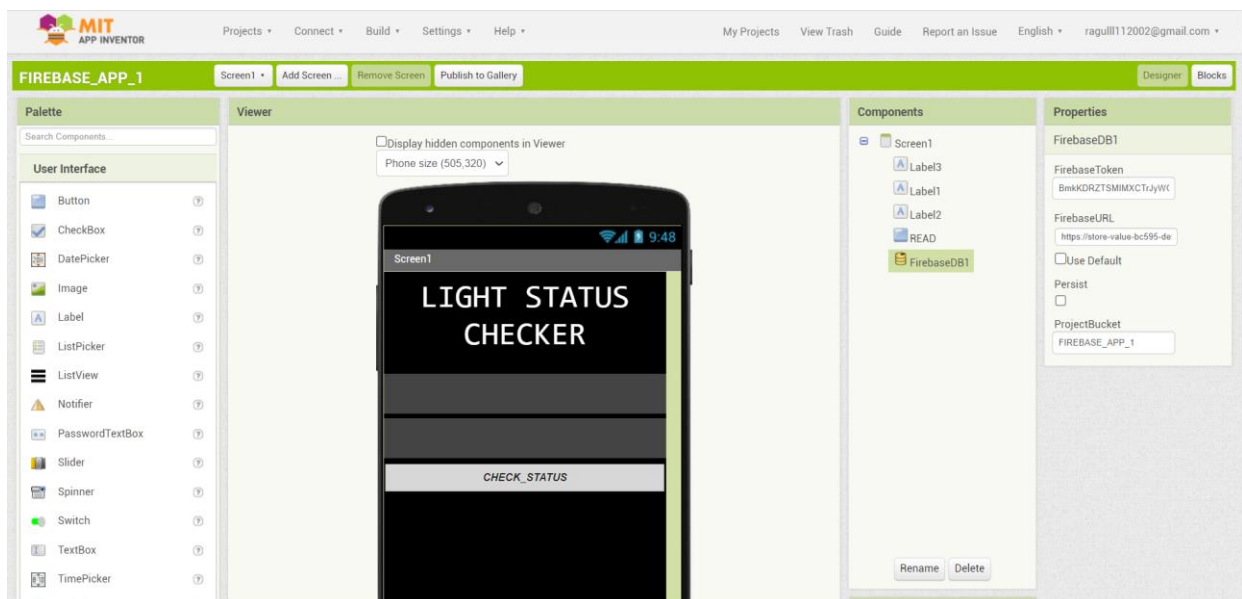 MIT
APP INVENTOR
Projects Connect Build Settings Help My Projects View Trash Guide Report an Issue English ragulll112002@gmail.com
FIREBASE_APP_1
Screen1 Add Screen ... Remove Screen Publish to Gallery Designer Blocks
Palette
Search Components...
User Interface
Button
CheckBox
DatePicker
Image
Label
ListPicker
ListView
Notifier
PasswordTextBox
Slider
Spinner
Switch
TextBox
TimePicker
Viewer
Display hidden components in Viewer
Phone size (505,320)
9:48
Screen1
LIGHT STATUS
CHECKER
CHECK_STATUS
Components
Screen1
Label3
Label1
Label2
READ
FirebaseDB1
Rename Delete
Properties
FirebaseDB1
FirebaseToken
FirebaseURL
https://store-value-bc595-de
Use Default
Persist
ProjectBucket
FIREBASE_APP_1